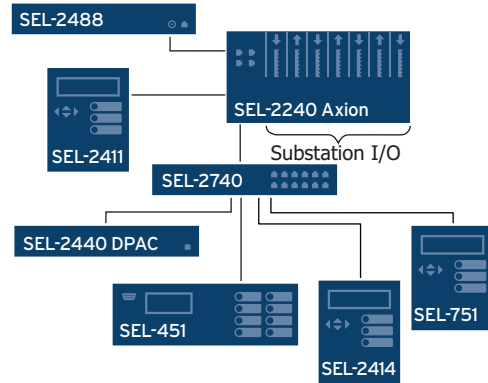 SEL-2488
SEL-2240 Axion
SEL-2411
Substation I/O
SEL-2740
SEL-2440 DPAC
SEL-751
SEL-451
SEL-2414